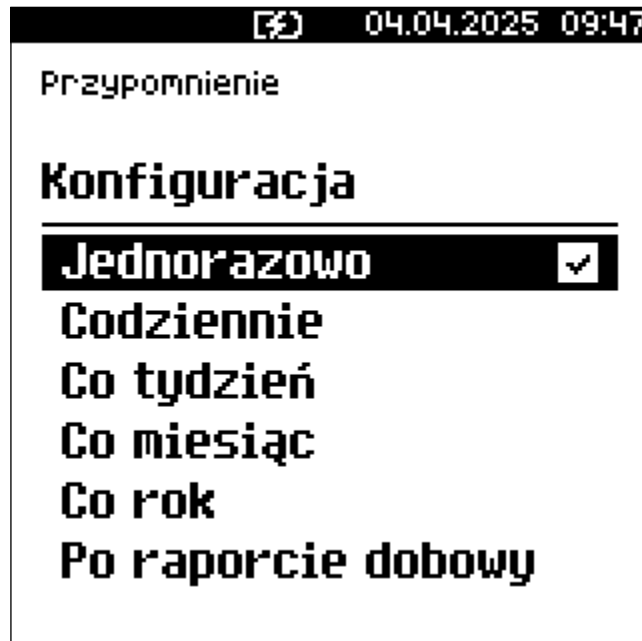 04.04.2025 09:47
Przypomnienie
Konfiguracja
Jednorazowo
Codziennie
Co tydzień
Co miesiąc
Co rok
Po raporcie dobowy